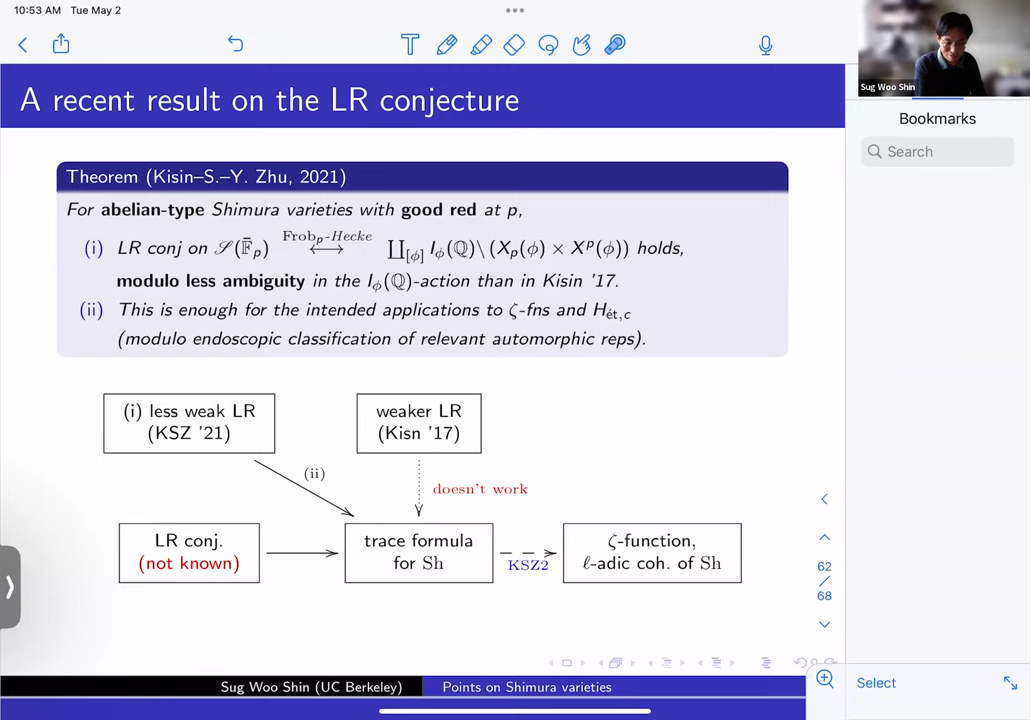 10:53 AM Tue May 2
Sug Woo Shin
A recent result on the LR conjecture
Bookmarks
Search
Theorem (Kisin–S.–Y. Zhu, 2021)
For abelian-type Shimura varieties with good red at p,
(i) LR conj on 𝒮(𝔽̄_p) Frob_p-Hecke ⟷ ∐_[ϕ] I_ϕ(ℚ)\(X_p(ϕ) × X^p(ϕ)) holds,
modulo less ambiguity in the I_ϕ(ℚ)-action than in Kisin '17.
(ii) This is enough for the intended applications to ζ-fns and H_ét,c
(modulo endoscopic classification of relevant automorphic reps).
(i) less weak LR
(KSZ '21)
weaker LR
(Kisn '17)
(ii)
doesn't work
LR conj.
(not known)
trace formula
for Sh
KSZ2
ζ-function,
ℓ-adic coh. of Sh
62
/
68
Sug Woo Shin (UC Berkeley)
Points on Shimura varieties
Select